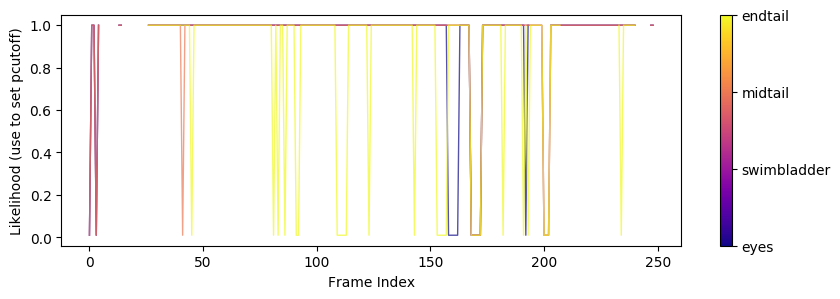 Likelihood (use to set pcutoff)
1.0
0.8
0.6
0.4
0.2
0.0
0
50
100
150
200
250
Frame Index
endtail
midtail
swimbladder
eyes